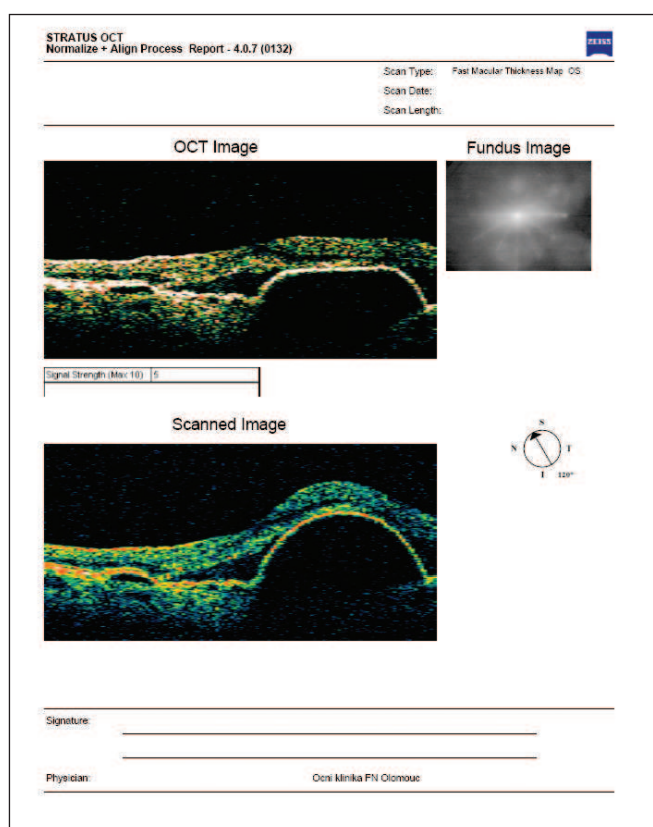 STRATUS OCT
Normalize + Align Process Report - 4.0.7 (0132)
ZEISS
Scan Type: Fast Macular Thickness Map OS
Scan Date:
Scan Length:
OCT Image
Fundus Image
Signal Strength (Max 10) 5
Scanned Image
S
N T
I
120°
Signature:
Physician: Ocni klinika FN Olomouc